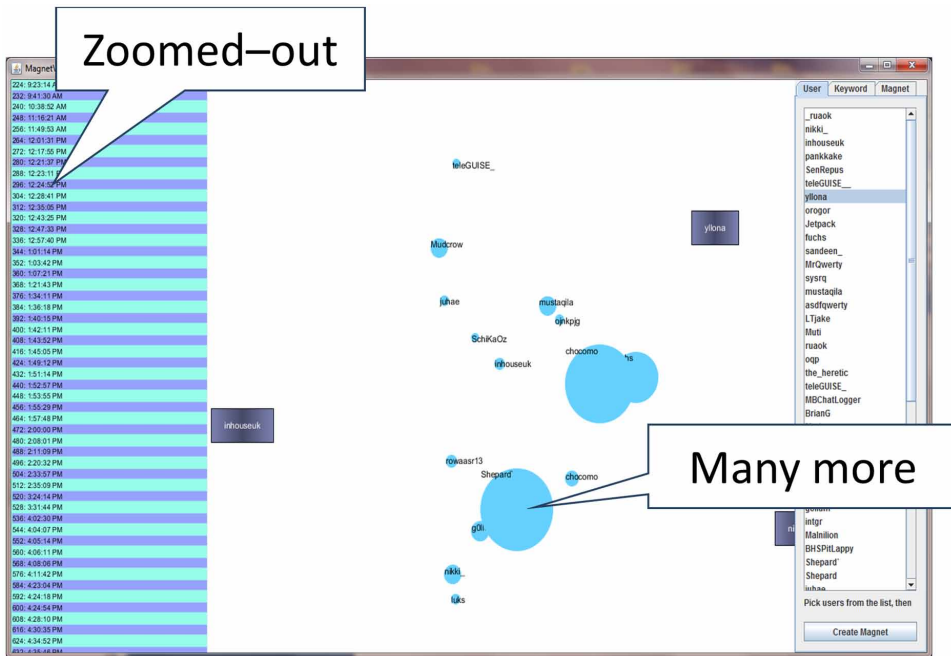 Zoomed–out
Magnet
User
Keyword
Magnet
224: 9:23:14 A
232: 9:41:30 AM
240: 10:38:52 AM
248: 11:16:21 AM
256: 11:49:53 AM
264: 12:01:31 PM
272: 12:17:55 PM
280: 12:21:37 PM
288: 12:23:11 P
296: 12:24:52 PM
304: 12:28:41 PM
312: 12:35:05 PM
320: 12:43:25 PM
328: 12:47:33 PM
336: 12:57:40 PM
344: 1:01:14 PM
352: 1:03:42 PM
360: 1:07:21 PM
368: 1:21:43 PM
376: 1:34:11 PM
384: 1:36:18 PM
392: 1:40:15 PM
400: 1:42:11 PM
408: 1:43:52 PM
416: 1:45:05 PM
424: 1:49:12 PM
432: 1:51:14 PM
440: 1:52:57 PM
448: 1:53:55 PM
456: 1:55:29 PM
464: 1:57:48 PM
472: 2:00:00 PM
480: 2:08:01 PM
488: 2:11:09 PM
496: 2:20:32 PM
504: 2:33:57 PM
512: 2:35:09 PM
520: 3:24:14 PM
528: 3:31:44 PM
536: 4:02:30 PM
544: 4:04:07 PM
552: 4:05:14 PM
560: 4:06:11 PM
568: 4:08:06 PM
576: 4:11:42 PM
584: 4:23:04 PM
592: 4:24:18 PM
600: 4:24:54 PM
608: 4:28:10 PM
616: 4:30:35 PM
624: 4:34:52 PM
632: 4:35:46 PM
teleGUISE_
yllona
Mudcrow
juhae
mustaqila
ojnkpjg
SchiKaOz
chocomo
inhouseuk
inhouseuk
rowaasr13
Shepard`
chocomo
g0li
nikki_
luks
Many more
_ruaok
nikki_
inhouseuk
pankkake
SenRepus
teleGUISE__
yllona
orogor
Jetpack
fuchs
sandeen_
MrQwerty
sysrq
mustaqila
asdfqwerty
LTjake
Muti
ruaok
oqp
the_heretic
teleGUISE_
MBChatLogger
BrianG
intgr
Malnilion
BHSPitLappy
Shepard`
Shepard
juhae
Pick users from the list, then
Create Magnet